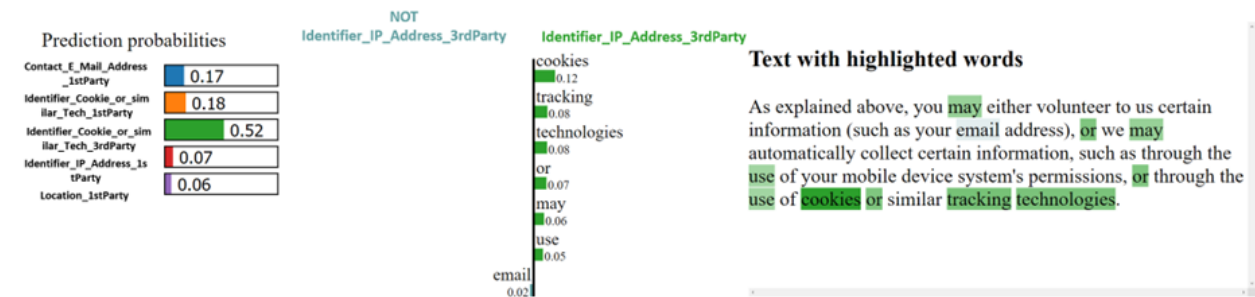 Prediction probabilities
Contact_E_Mail_Address
_1stParty
0.17
Identifier_Cookie_or_sim
ilar_Tech_1stParty
0.18
Identifier_Cookie_or_sim
ilar_Tech_3rdParty
0.52
Identifier_IP_Address_1s
tParty
0.07
Location_1stParty
0.06
NOT
Identifier_IP_Address_3rdParty
Identifier_IP_Address_3rdParty
cookies
0.12
tracking
0.08
technologies
0.08
or
0.07
may
0.06
use
0.05
email
0.02
Text with highlighted words
As explained above, you may either volunteer to us certain
information (such as your email address), or we may
automatically collect certain information, such as through the
use of your mobile device system's permissions, or through the
use of cookies or similar tracking technologies.